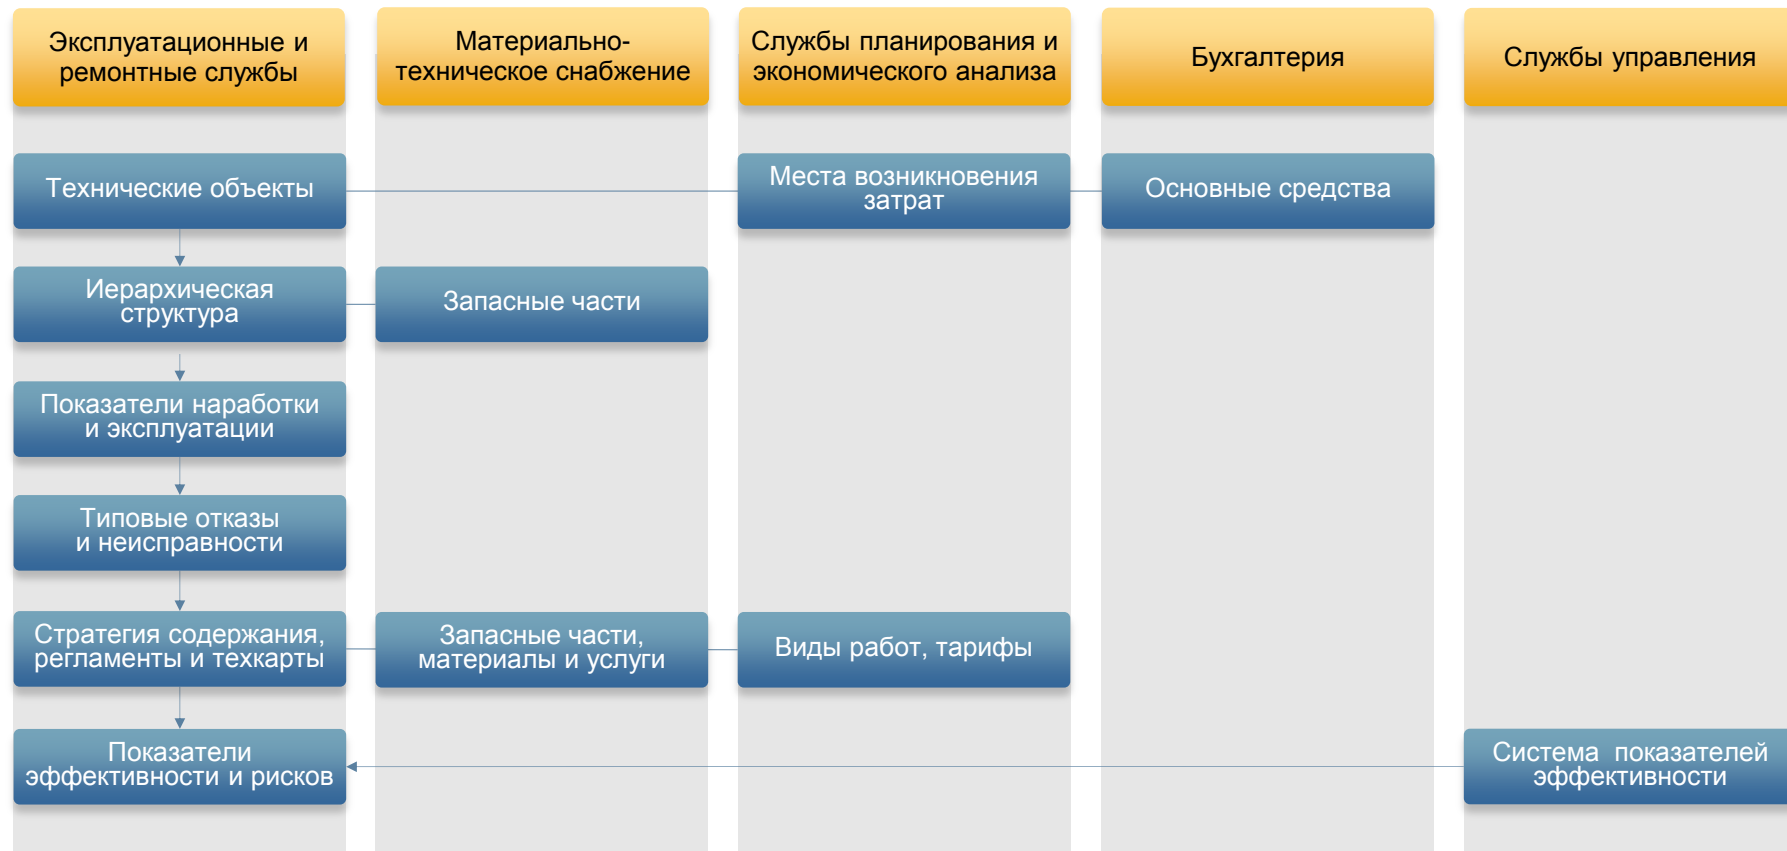 Эксплуатационные и
ремонтные службы
Материально-
техническое снабжение
Службы планирования и
экономического анализа
Бухгалтерия
Службы управления
Технические объекты
Места возникновения
затрат
Основные средства
Иерархическая
структура
Запасные части
Показатели наработки
и эксплуатации
Типовые отказы
и неисправности
Стратегия содержания,
регламенты и техкарты
Запасные части,
материалы и услуги
Виды работ, тарифы
Показатели
эффективности и рисков
Система показателей
эффективности